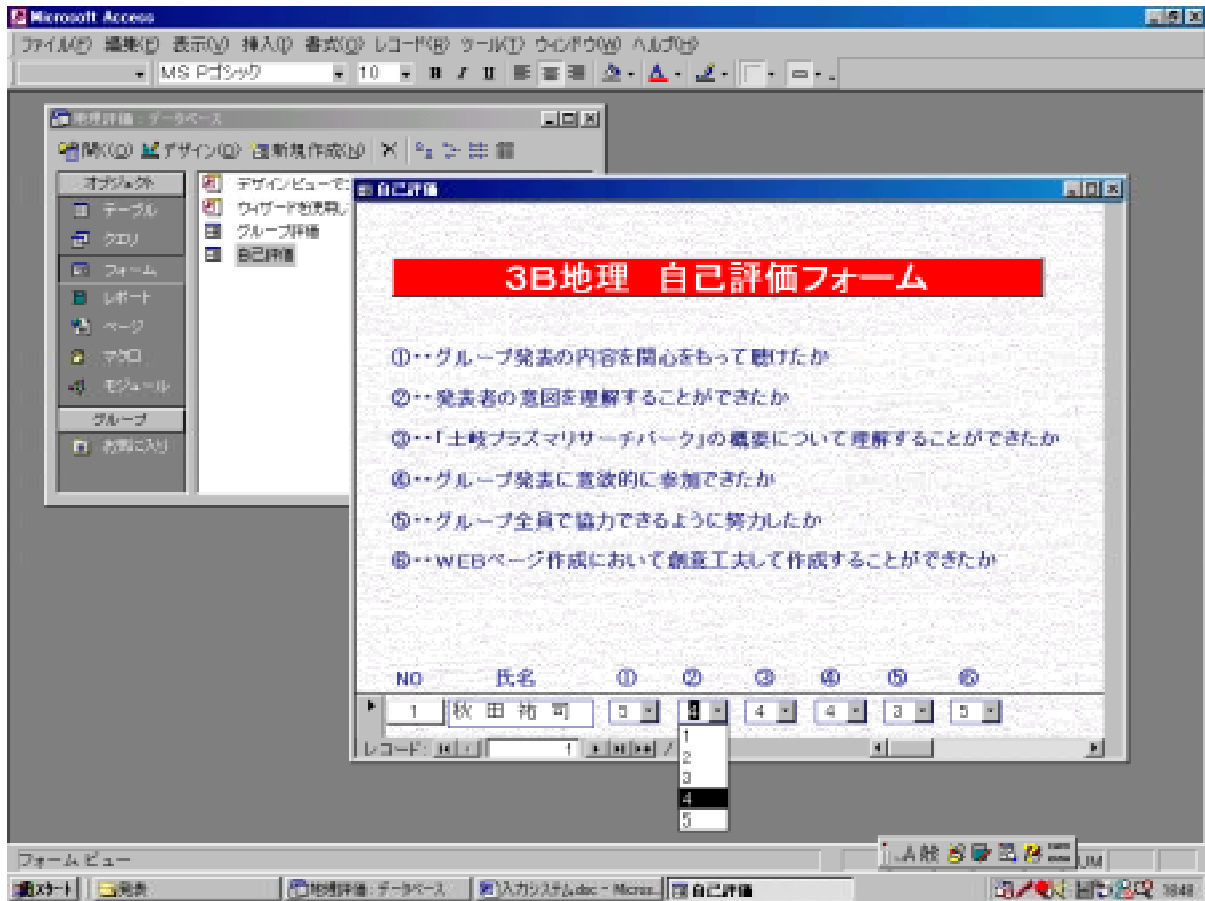 Microsoft Access
ファイル(F) 編集(E) 表示(V) 挿入(I) 書式(O) レコード(R) ツール(T) ウィンドウ(W) ヘルプ(H)
MS Pゴシック 10 B I U
地理評価 : データベース
開く(O) デザイン(D) 新規作成(N)
オブジェクト
テーブル
クエリ
フォーム
レポート
ページ
マクロ
モジュール
グループ
お気に入り
デザインビューで
ウィザードを使用し
グループ評価
自己評価
自己評価
3B地理 自己評価フォーム
①・・グループ発表の内容を関心をもって聴けたか
②・・発表者の意図を理解することができたか
③・・「土岐プラズマリサーチパーク」の概要について理解することができたか
④・・グループ発表に意欲的に参加できたか
⑤・・グループ全員で協力できるように努力したか
⑥・・WEBページ作成において創意工夫して作成することができたか
NO 氏名 ① ② ③ ④ ⑤ ⑥
1 秋田祐司 5 4 4 4 3 5
レコード: 1 /
1
2
3
4
5
フォーム ビュー
A 般
スタート 発表 地理評価 : データベース 入力システム.doc - Micros... 自己評価